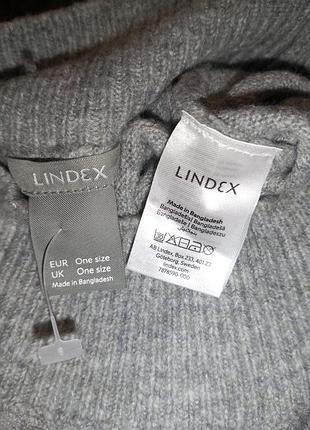 LINDEX
EUR One size
UK One size
Made in Bangladesh
LINDEX
Made in Bangladesh
AB Lindex, Box 233, 401 23
Göteborg, Sweden
lindex.com